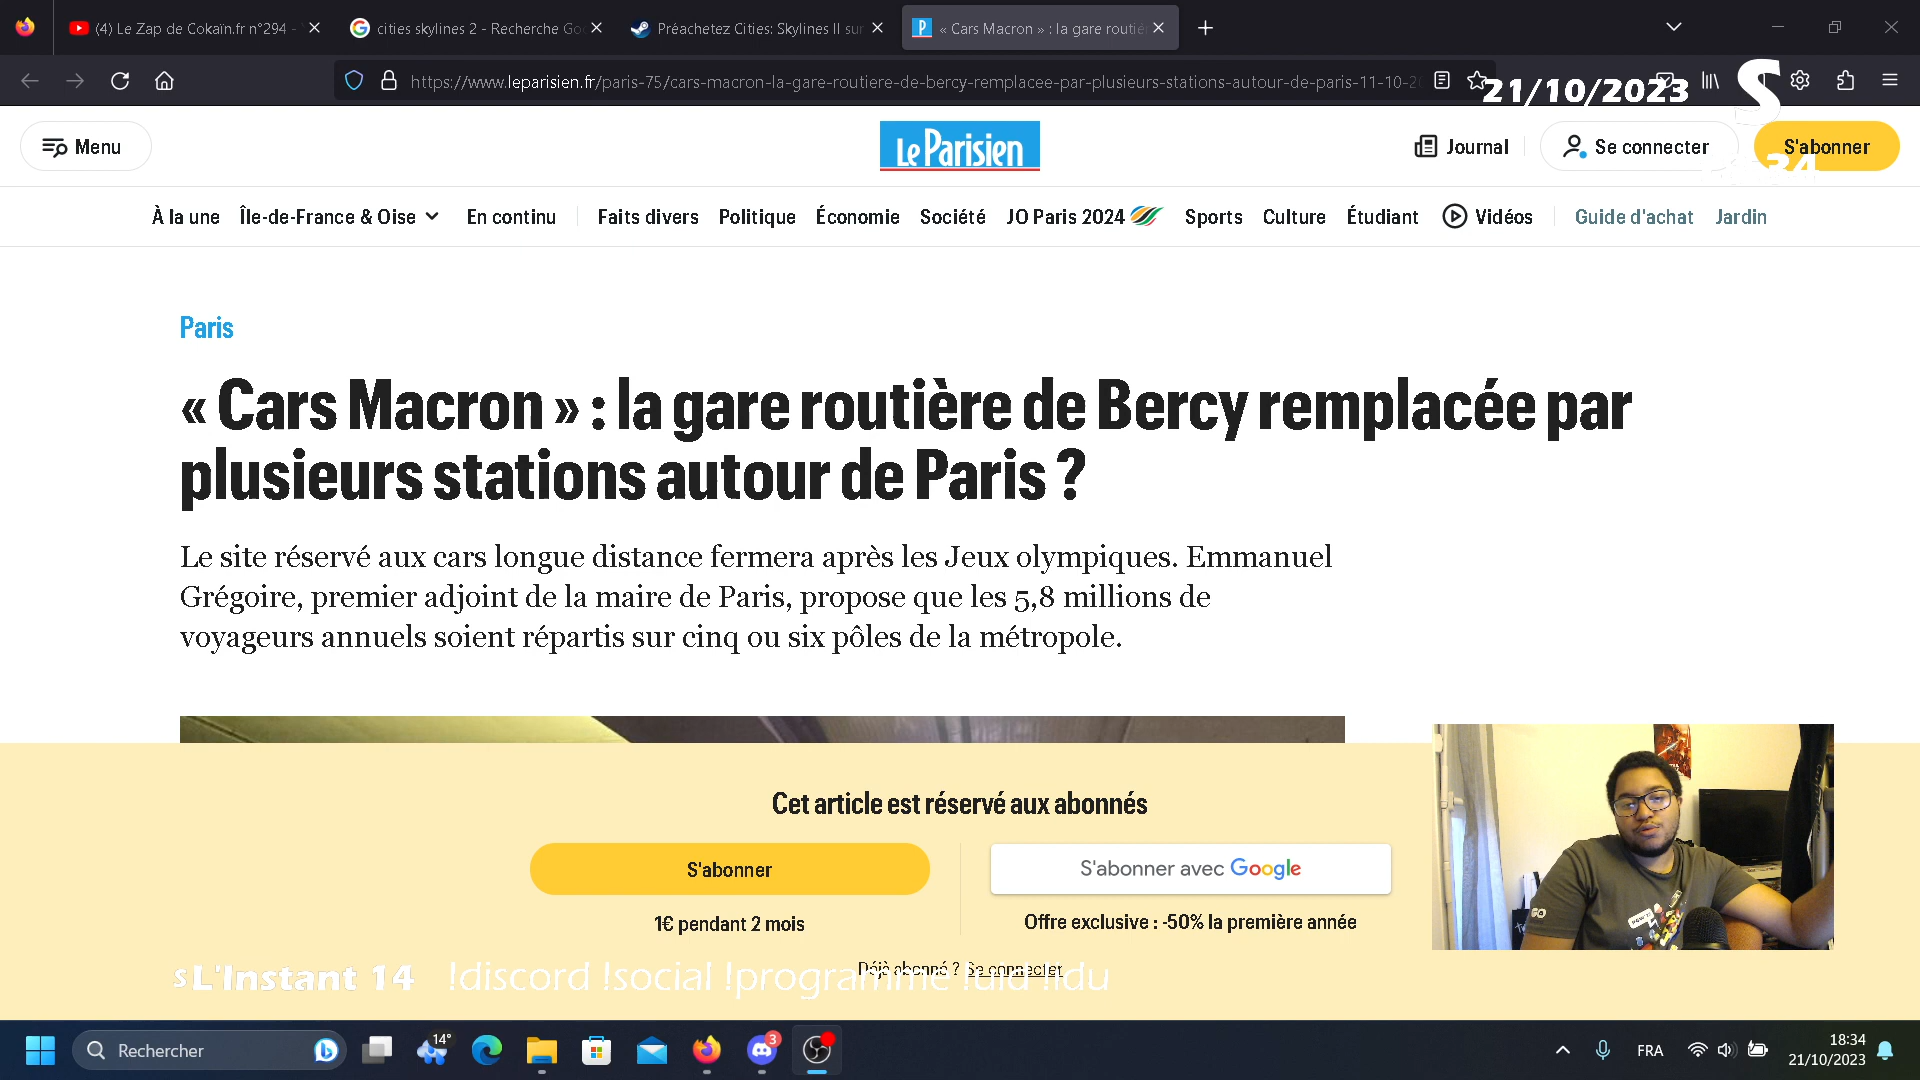 (4) Le Zap de Cokaïn.fr n°294 -
cities skylines 2 - Recherche Go
Préachetez Cities: Skylines II sur
« Cars Macron » : la gare routiè
https://www.leparisien.fr/paris-75/cars-macron-la-gare-routiere-de-bercy-remplacee-par-plusieurs-stations-autour-de-paris-11-10-2
21/10/2023
S
Menu
Le Parisien
Journal
Se connecter
S'abonner
34
À la une
Île-de-France & Oise
En continu
Faits divers
Politique
Économie
Société
JO Paris 2024
Sports
Culture
Étudiant
Vidéos
Guide d'achat
Jardin
Paris
« Cars Macron » : la gare routière de Bercy remplacée par
plusieurs stations autour de Paris ?
Le site réservé aux cars longue distance fermera après les Jeux olympiques. Emmanuel
Grégoire, premier adjoint de la maire de Paris, propose que les 5,8 millions de
voyageurs annuels soient répartis sur cinq ou six pôles de la métropole.
Cet article est réservé aux abonnés
S'abonner
S'abonner avec Google
1€ pendant 2 mois
Offre exclusive : -50% la première année
Déjà abonné ? Se connecter
s L'Instant 14 !discord !social !programme
Rechercher
14°
3
FRA
18:34
21/10/2023